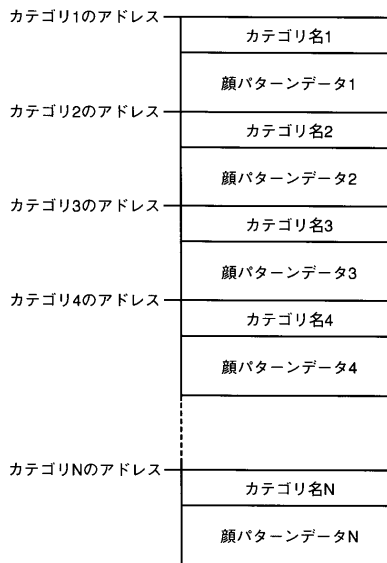 カテゴリ1のアドレス
カテゴリ名1
顔パターンデータ1
カテゴリ2のアドレス
カテゴリ名2
顔パターンデータ2
カテゴリ3のアドレス
カテゴリ名3
顔パターンデータ3
カテゴリ4のアドレス
カテゴリ名4
顔パターンデータ4
カテゴリNのアドレス
カテゴリ名N
顔パターンデータN